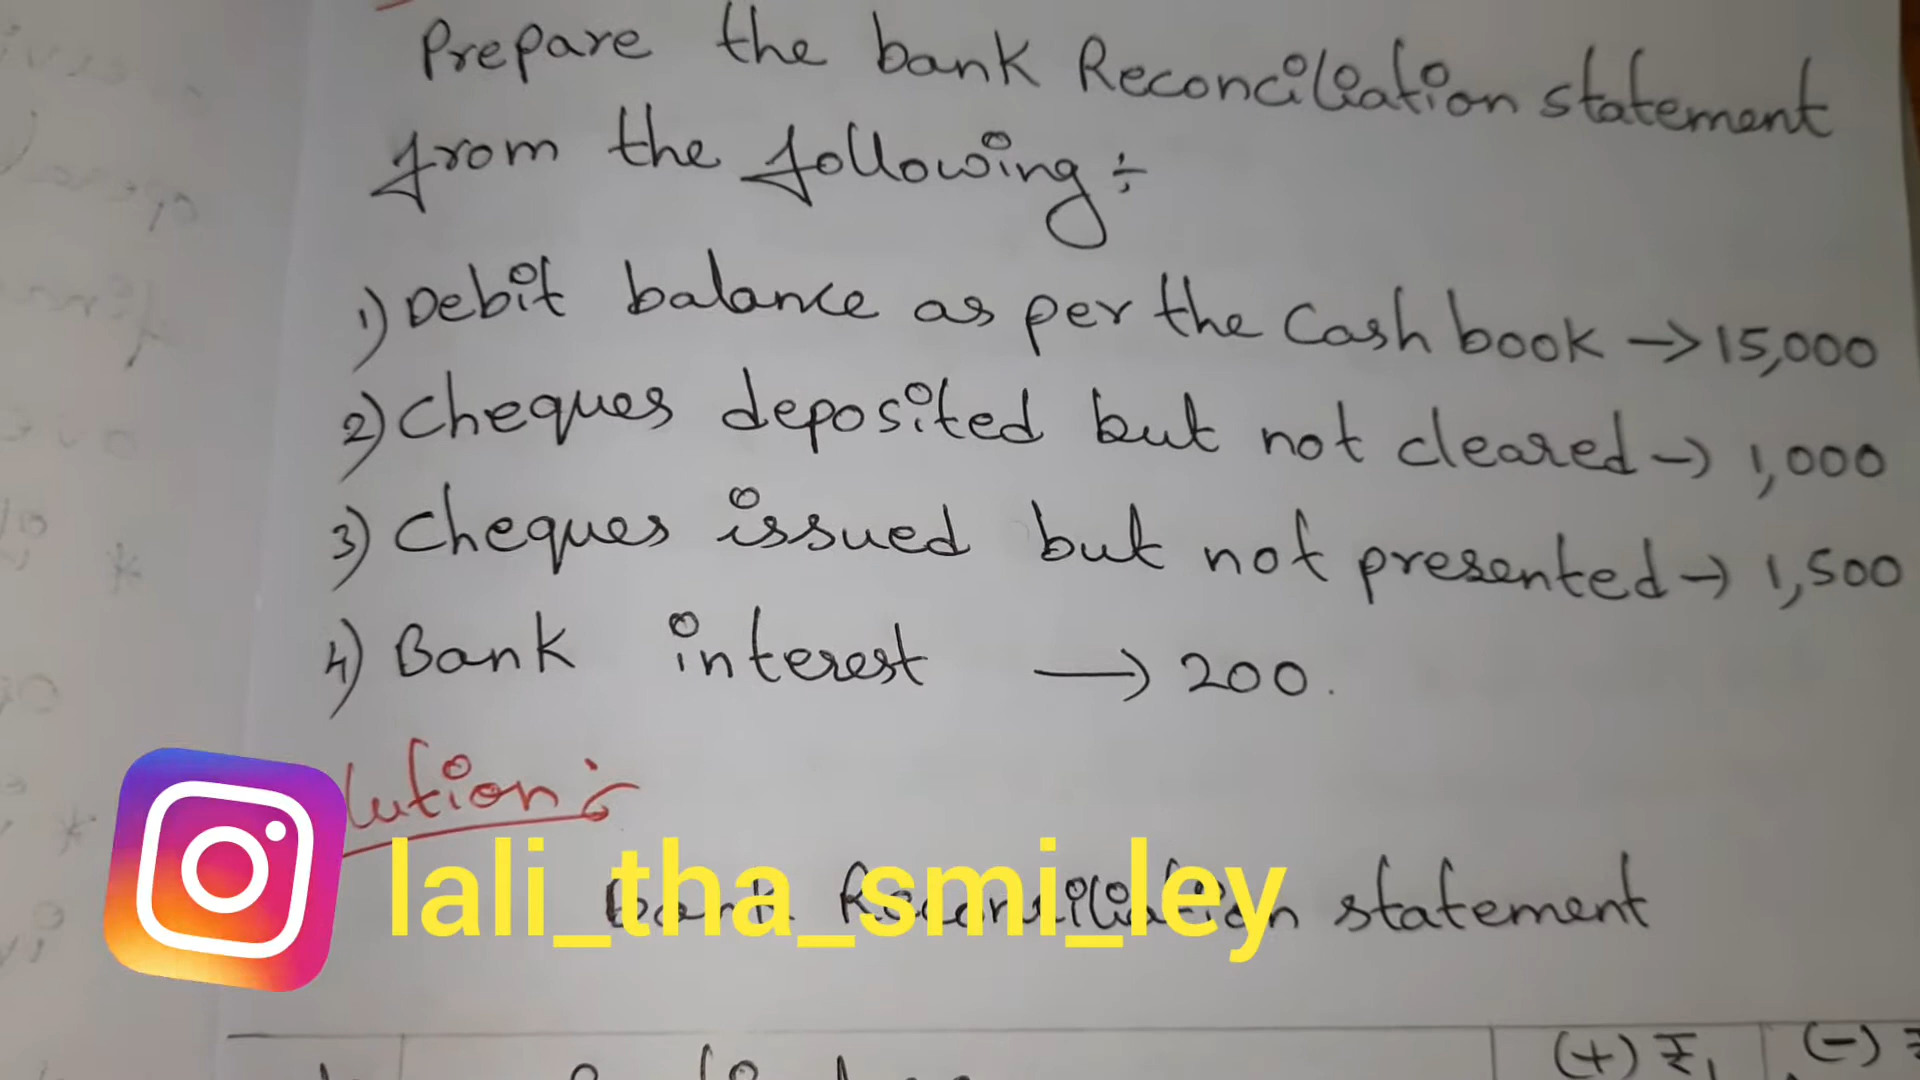 Prepare the bank Reconciliation statement
from the following ÷
1) Debit balance as per the Cash book → 15,000
2) Cheques deposited but not cleared → 1,000
3) Cheques issued but not presented → 1,500
4) Bank interest → 200.
lution :-
lali_tha_smi_ley
Bank Reconciliation statement
(+) ₹ (-) ₹